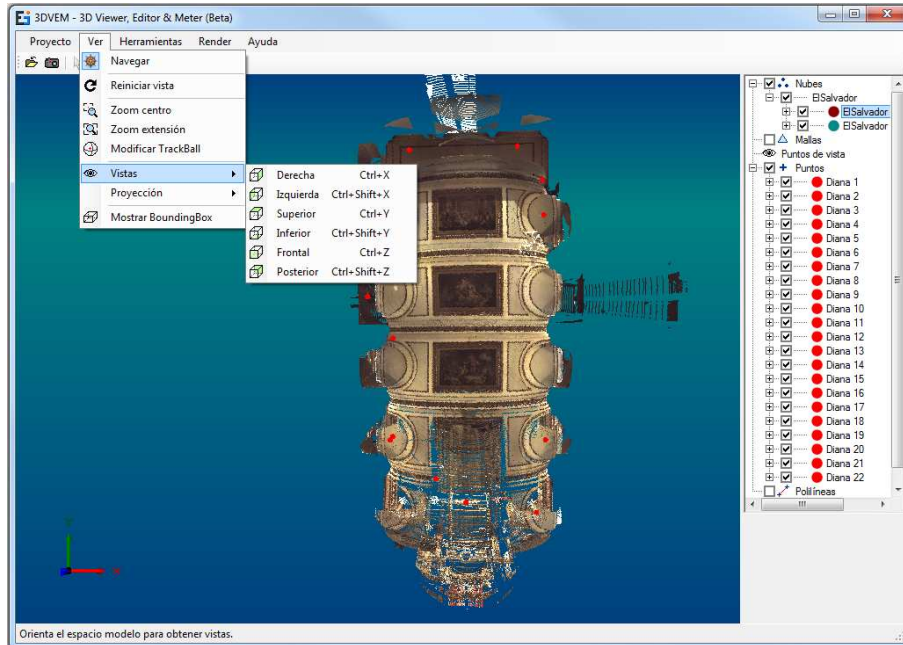 3DVEM - 3D Viewer, Editor & Meter (Beta)
Proyecto Ver Herramientas Render Ayuda
Navegar
Reiniciar vista
Zoom centro
Zoom extensión
Modificar TrackBall
Vistas
Proyección
Mostrar BoundingBox
Derecha Ctrl+X
Izquierda Ctrl+Shift+X
Superior Ctrl+Y
Inferior Ctrl+Shift+Y
Frontal Ctrl+Z
Posterior Ctrl+Shift+Z
Nubes
ElSalvador
ElSalvador
ElSalvador
Mallas
Puntos de vista
Puntos
Diana 1
Diana 2
Diana 3
Diana 4
Diana 5
Diana 6
Diana 7
Diana 8
Diana 9
Diana 10
Diana 11
Diana 12
Diana 13
Diana 14
Diana 15
Diana 16
Diana 17
Diana 18
Diana 19
Diana 20
Diana 21
Diana 22
Polilíneas
Y
X
Orienta el espacio modelo para obtener vistas.